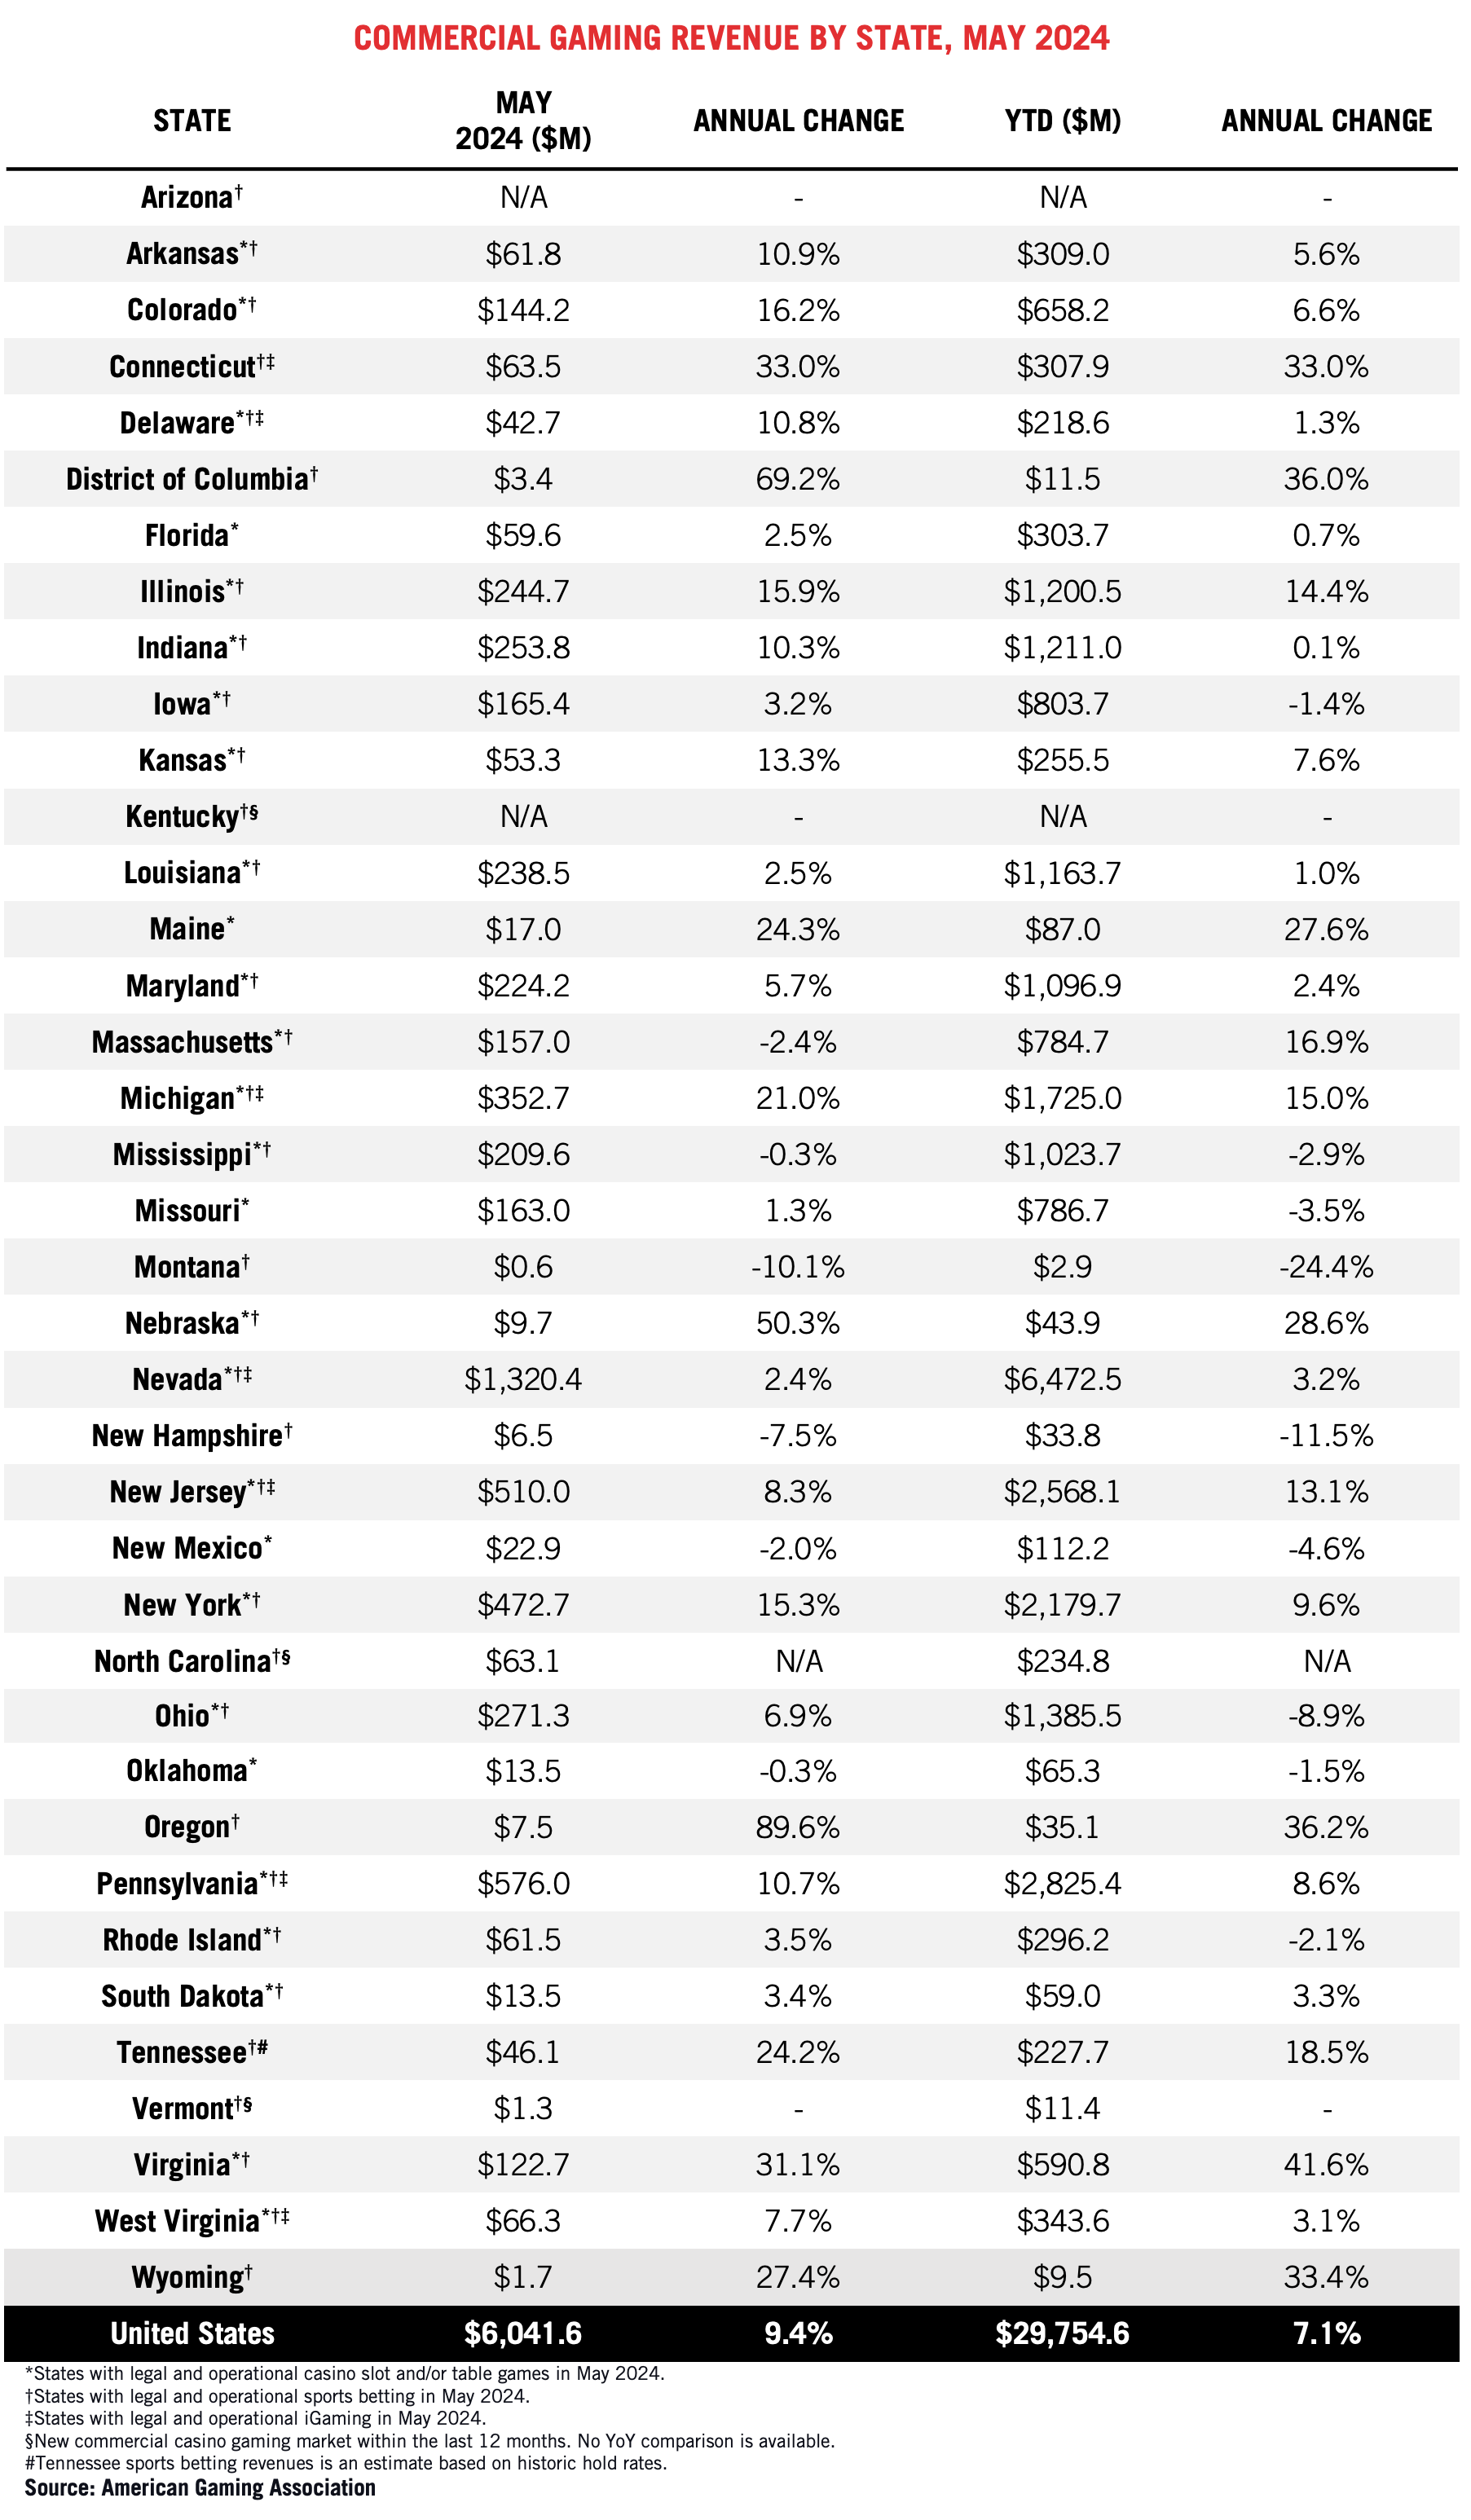 COMMERCIAL GAMING REVENUE BY STATE, MAY 2024
STATE MAY 2024 ($M) ANNUAL CHANGE YTD ($M) ANNUAL CHANGE
Arizona† N/A - N/A -
Arkansas*† $61.8 10.9% $309.0 5.6%
Colorado*† $144.2 16.2% $658.2 6.6%
Connecticut†‡ $63.5 33.0% $307.9 33.0%
Delaware*†‡ $42.7 10.8% $218.6 1.3%
District of Columbia† $3.4 69.2% $11.5 36.0%
Florida* $59.6 2.5% $303.7 0.7%
Illinois*† $244.7 15.9% $1,200.5 14.4%
Indiana*† $253.8 10.3% $1,211.0 0.1%
Iowa*† $165.4 3.2% $803.7 -1.4%
Kansas*† $53.3 13.3% $255.5 7.6%
Kentucky†§ N/A - N/A -
Louisiana*† $238.5 2.5% $1,163.7 1.0%
Maine* $17.0 24.3% $87.0 27.6%
Maryland*† $224.2 5.7% $1,096.9 2.4%
Massachusetts*† $157.0 -2.4% $784.7 16.9%
Michigan*†‡ $352.7 21.0% $1,725.0 15.0%
Mississippi*† $209.6 -0.3% $1,023.7 -2.9%
Missouri* $163.0 1.3% $786.7 -3.5%
Montana† $0.6 -10.1% $2.9 -24.4%
Nebraska*† $9.7 50.3% $43.9 28.6%
Nevada*†‡ $1,320.4 2.4% $6,472.5 3.2%
New Hampshire† $6.5 -7.5% $33.8 -11.5%
New Jersey*†‡ $510.0 8.3% $2,568.1 13.1%
New Mexico* $22.9 -2.0% $112.2 -4.6%
New York*† $472.7 15.3% $2,179.7 9.6%
North Carolina†§ $63.1 N/A $234.8 N/A
Ohio*† $271.3 6.9% $1,385.5 -8.9%
Oklahoma* $13.5 -0.3% $65.3 -1.5%
Oregon† $7.5 89.6% $35.1 36.2%
Pennsylvania*†‡ $576.0 10.7% $2,825.4 8.6%
Rhode Island*† $61.5 3.5% $296.2 -2.1%
South Dakota*† $13.5 3.4% $59.0 3.3%
Tennessee†# $46.1 24.2% $227.7 18.5%
Vermont†§ $1.3 - $11.4 -
Virginia*† $122.7 31.1% $590.8 41.6%
West Virginia*†‡ $66.3 7.7% $343.6 3.1%
Wyoming† $1.7 27.4% $9.5 33.4%
United States $6,041.6 9.4% $29,754.6 7.1%
*States with legal and operational casino slot and/or table games in May 2024.
†States with legal and operational sports betting in May 2024.
‡States with legal and operational iGaming in May 2024.
§New commercial casino gaming market within the last 12 months. No YoY comparison is available.
#Tennessee sports betting revenues is an estimate based on historic hold rates.
Source: American Gaming Association